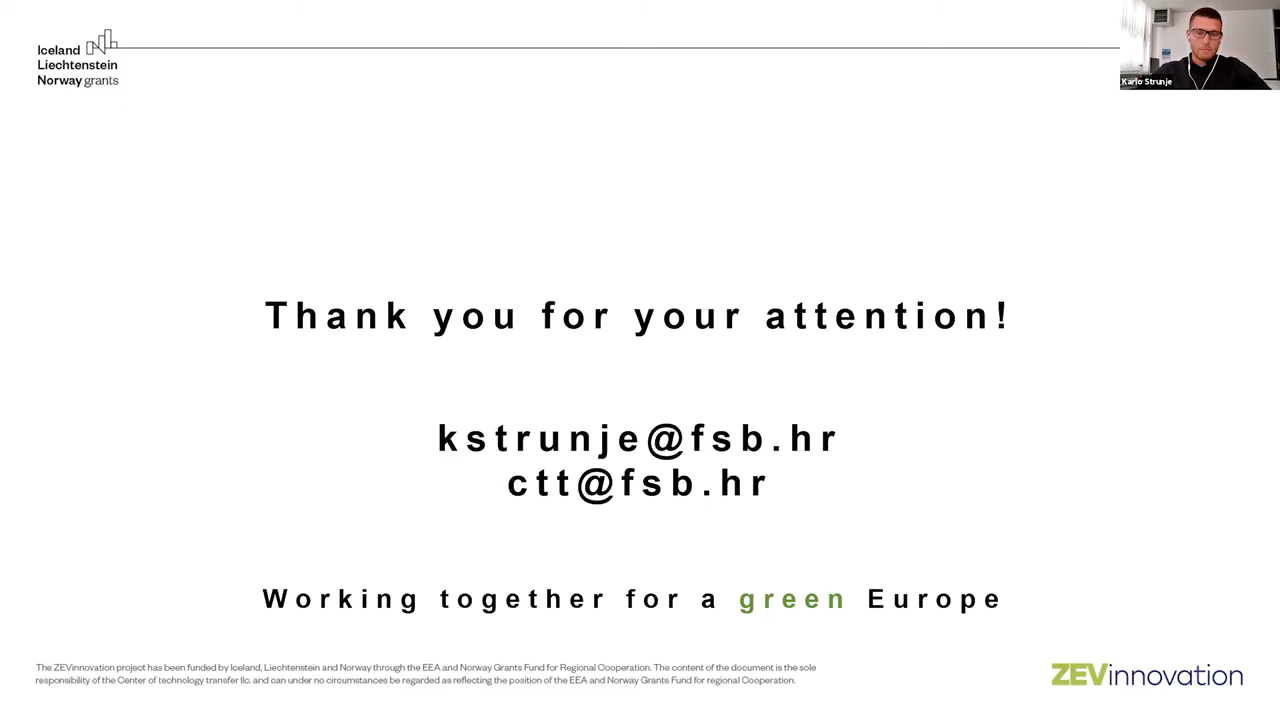 Iceland
Liechtenstein
Norway grants
Karlo Strunje
Thank you for your attention!
kstrunje@fsb.hr
ctt@fsb.hr
Working together for a green Europe
The ZEVinnovation project has been funded by Iceland, Liechtenstein and Norway through the EEA and Norway Grants Fund for Regional Cooperation. The content of the document is the sole
responsibility of the Center of technology transfer llc. and can under no circumstances be regarded as reflecting the position of the EEA and Norway Grants Fund for regional Cooperation.
ZEVinnovation